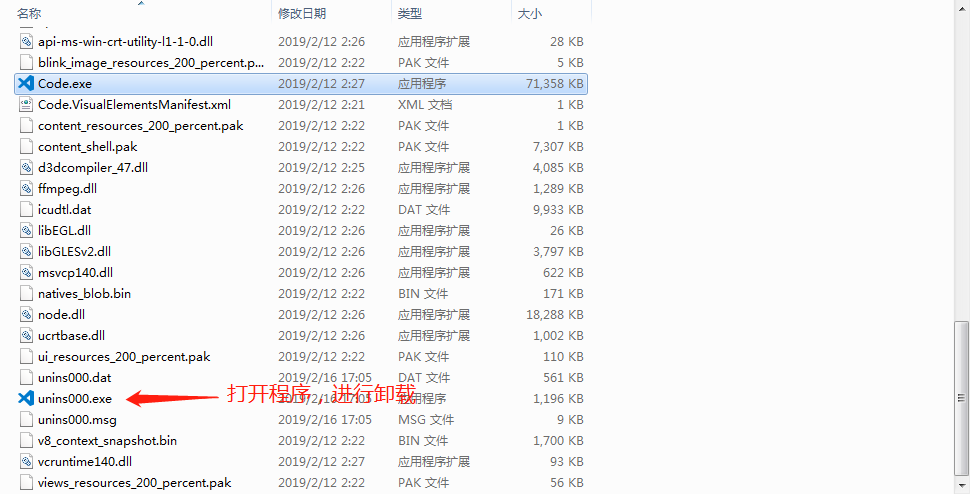 名称 修改日期 类型 大小
api-ms-win-crt-utility-l1-1-0.dll 2019/2/12 2:26 应用程序扩展 28 KB
blink_image_resources_200_percent.p... 2019/2/12 2:22 PAK 文件 5 KB
Code.exe 2019/2/12 2:27 应用程序 71,358 KB
Code.VisualElementsManifest.xml 2019/2/12 2:21 XML 文档 1 KB
content_resources_200_percent.pak 2019/2/12 2:22 PAK 文件 1 KB
content_shell.pak 2019/2/12 2:22 PAK 文件 7,307 KB
d3dcompiler_47.dll 2019/2/12 2:25 应用程序扩展 4,085 KB
ffmpeg.dll 2019/2/12 2:26 应用程序扩展 1,289 KB
icudtl.dat 2019/2/12 2:22 DAT 文件 9,933 KB
libEGL.dll 2019/2/12 2:26 应用程序扩展 26 KB
libGLESv2.dll 2019/2/12 2:26 应用程序扩展 3,797 KB
msvcp140.dll 2019/2/12 2:26 应用程序扩展 622 KB
natives_blob.bin 2019/2/12 2:22 BIN 文件 171 KB
node.dll 2019/2/12 2:26 应用程序扩展 18,288 KB
ucrtbase.dll 2019/2/12 2:26 应用程序扩展 1,002 KB
ui_resources_200_percent.pak 2019/2/12 2:22 PAK 文件 110 KB
unins000.dat 2019/2/16 17:05 DAT 文件 561 KB
unins000.exe 2019/2/16 17:05 应用程序 1,196 KB
打开程序，进行卸载
unins000.msg 2019/2/16 17:05 MSG 文件 9 KB
v8_context_snapshot.bin 2019/2/12 2:22 BIN 文件 1,700 KB
vcruntime140.dll 2019/2/12 2:27 应用程序扩展 93 KB
views_resources_200_percent.pak 2019/2/12 2:22 PAK 文件 56 KB